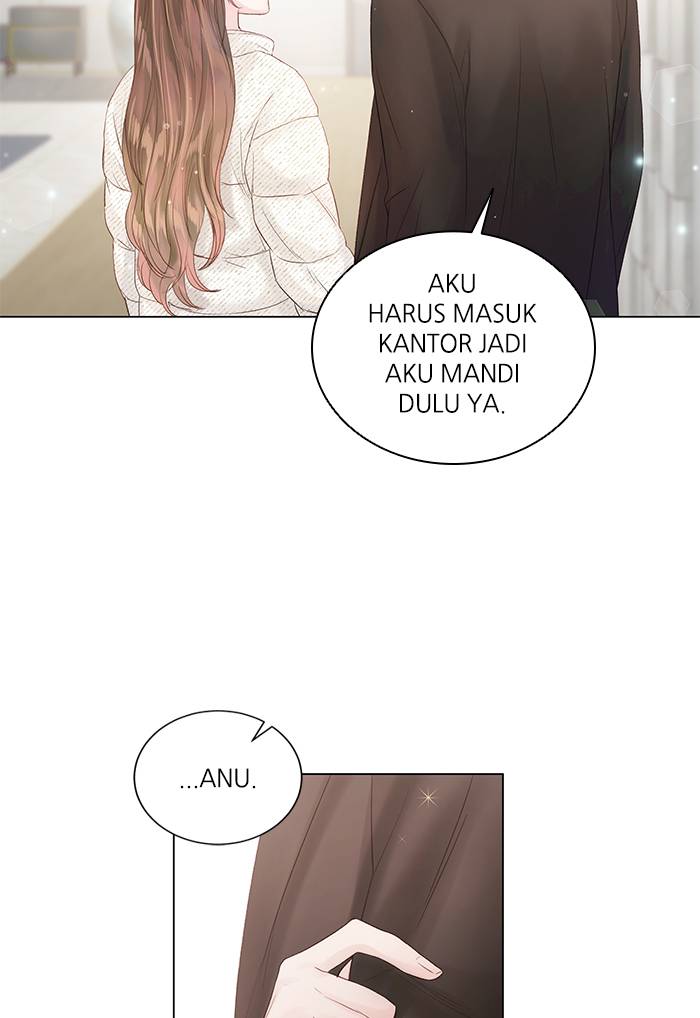 AKU
HARUS MASUK
KANTOR JADI
AKU MANDI
DULU YA.
...ANU.